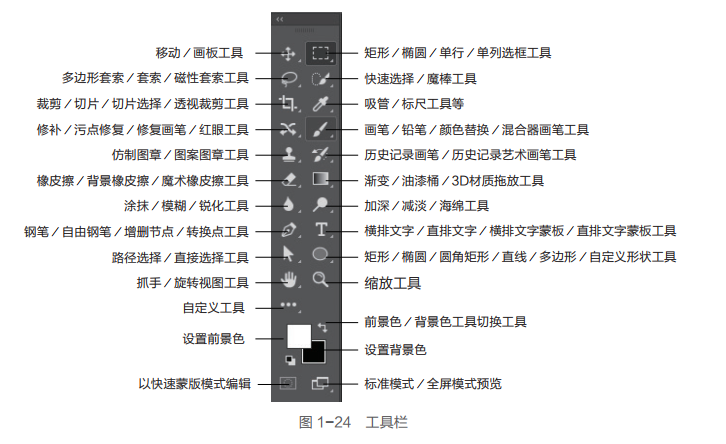 移动／画板工具
矩形／椭圆／单行／单列选框工具
多边形套索／套索／磁性套索工具
快速选择／魔棒工具
裁剪／切片／切片选择／透视裁剪工具
吸管／标尺工具等
修补／污点修复／修复画笔／红眼工具
画笔／铅笔／颜色替换／混合器画笔工具
仿制图章／图案图章工具
历史记录画笔／历史记录艺术画笔工具
橡皮擦／背景橡皮擦／魔术橡皮擦工具
渐变／油漆桶／3D材质拖放工具
涂抹／模糊／锐化工具
加深／减淡／海绵工具
钢笔／自由钢笔／增删节点／转换点工具
横排文字／直排文字／横排文字蒙板／直排文字蒙板工具
路径选择／直接选择工具
矩形／椭圆／圆角矩形／直线／多边形／自定义形状工具
抓手／旋转视图工具
缩放工具
自定义工具
前景色／背景色工具切换工具
设置前景色
设置背景色
以快速蒙版模式编辑
标准模式／全屏模式预览
图 1-24　工具栏